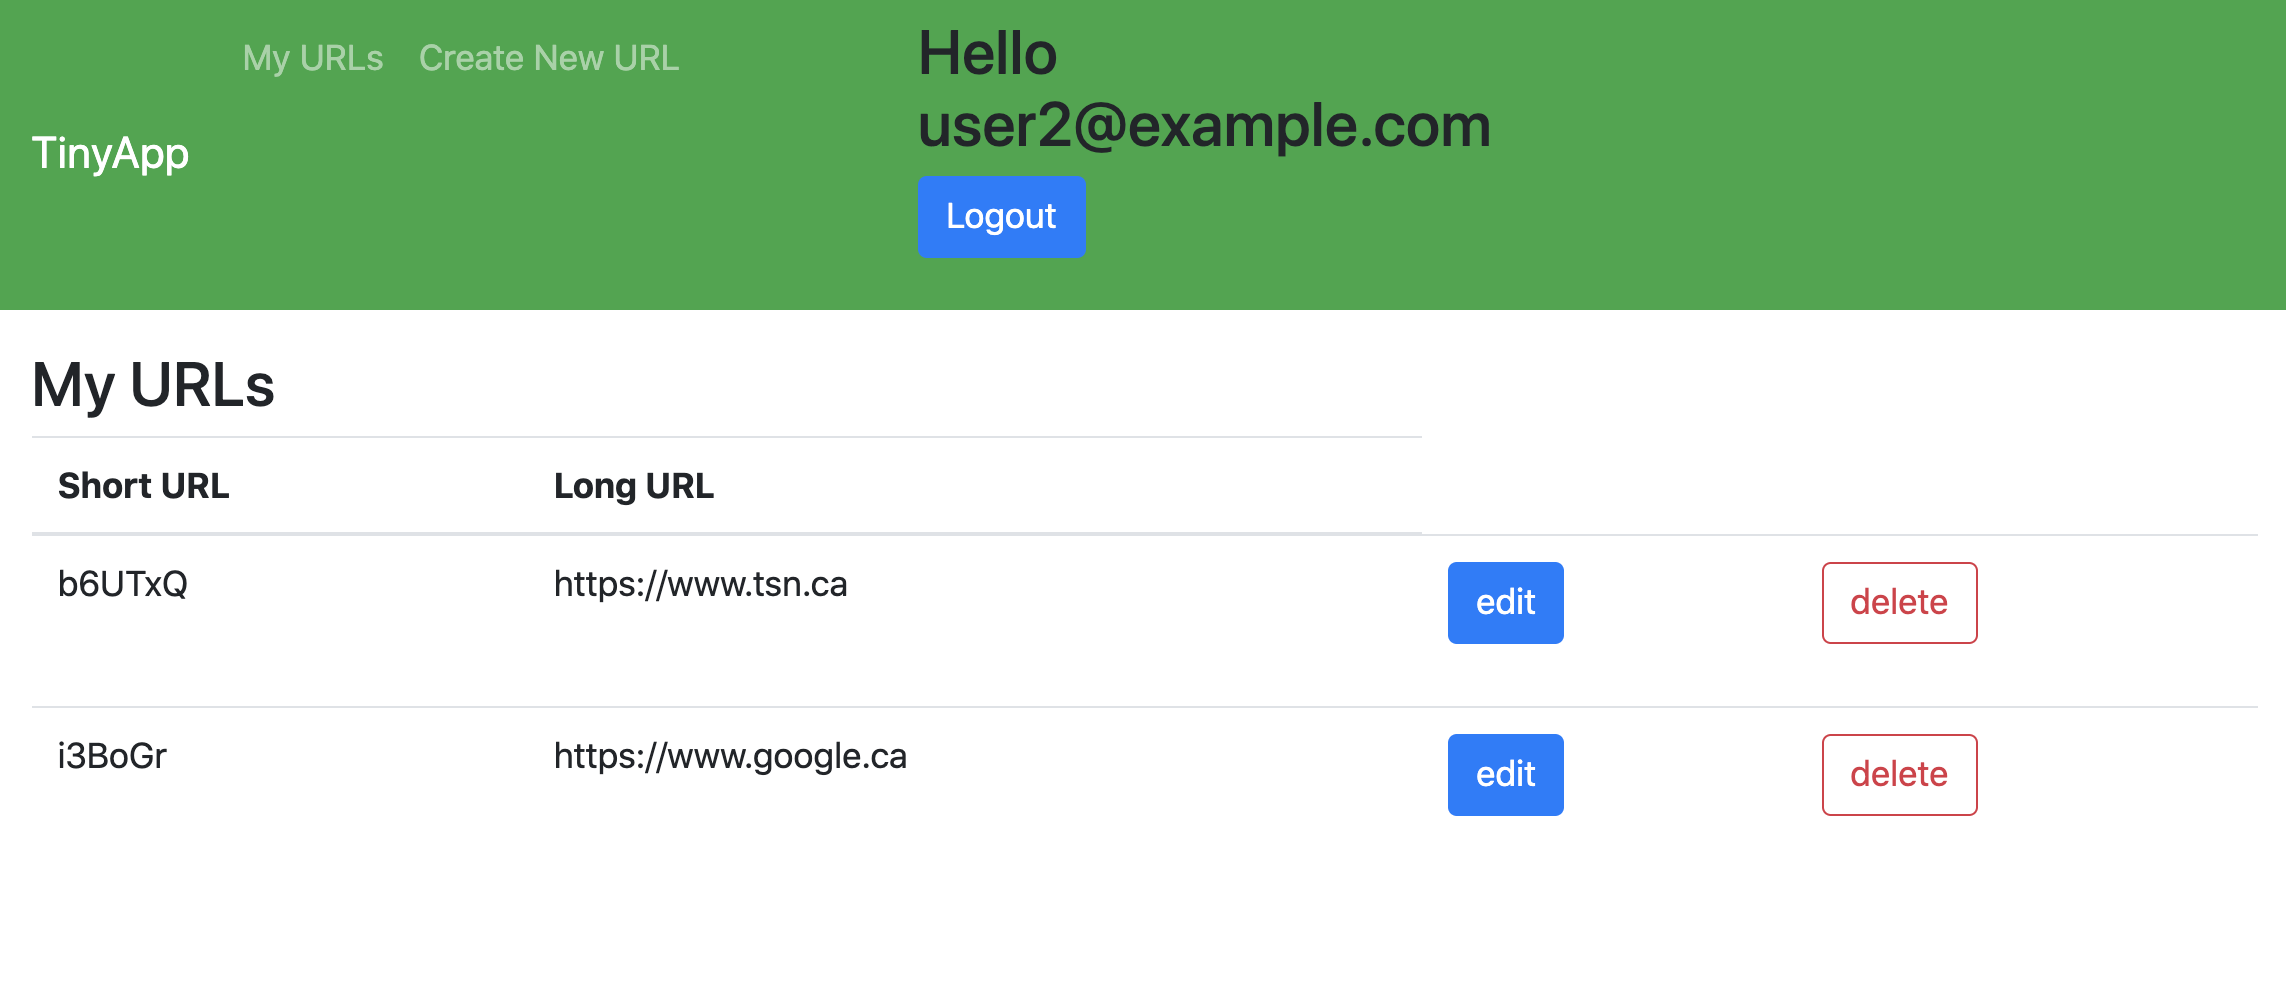 My URLs Create New URL
Hello
user2@example.com
TinyApp
Logout
My URLs
Short URL Long URL
b6UTxQ https://www.tsn.ca edit delete
i3BoGr https://www.google.ca edit delete